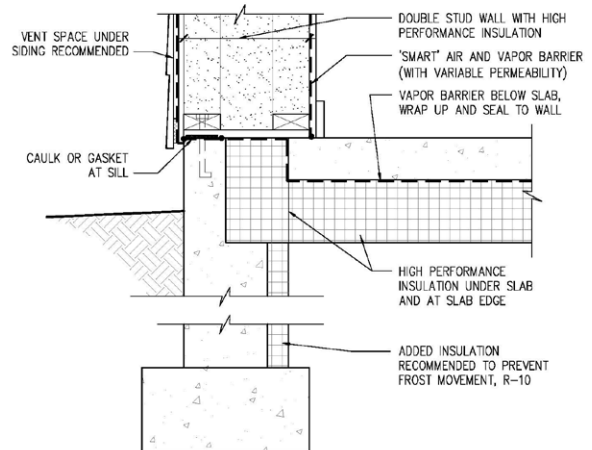 VENT SPACE UNDER
SIDING RECOMMENDED
CAULK OR GASKET
AT SILL
DOUBLE STUD WALL WITH HIGH
PERFORMANCE INSULATION
'SMART' AIR AND VAPOR BARRIER
(WITH VARIABLE PERMEABILITY)
VAPOR BARRIER BELOW SLAB,
WRAP UP AND SEAL TO WALL
HIGH PERFORMANCE
INSULATION UNDER SLAB
AND AT SLAB EDGE
ADDED INSULATION
RECOMMENDED TO PREVENT
FROST MOVEMENT, R-10